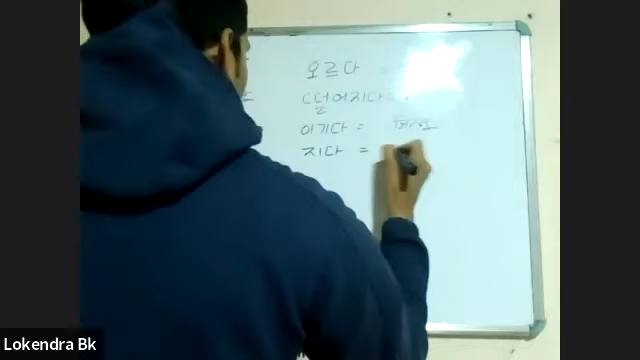 오르다
떨어지다 =
이기다 = जित्नु
지다 =
Lokendra Bk